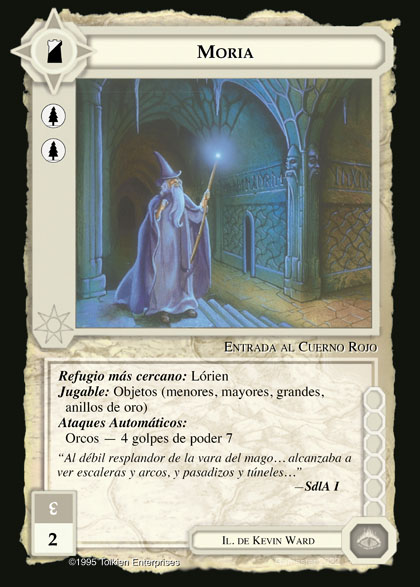 MORIA
ENTRADA AL CUERNO ROJO
Refugio más cercano: Lórien
Jugable: Objetos (menores, mayores, grandes,
anillos de oro)
Ataques Automáticos:
Orcos — 4 golpes de poder 7
“Al débil resplandor de la vara del mago… alcanzaba a
ver escaleras y arcos, y pasadizos y túneles…”
—SdlA I
ε
2
IL. DE KEVIN WARD
©1995 Tolkien Enterprises